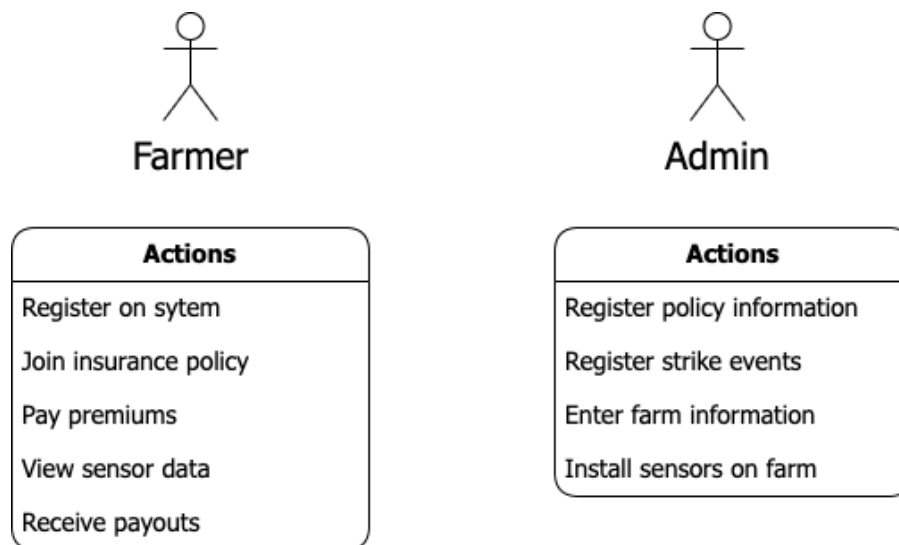 Farmer
Admin
Actions
Register on sytem
Join insurance policy
Pay premiums
View sensor data
Receive payouts
Actions
Register policy information
Register strike events
Enter farm information
Install sensors on farm